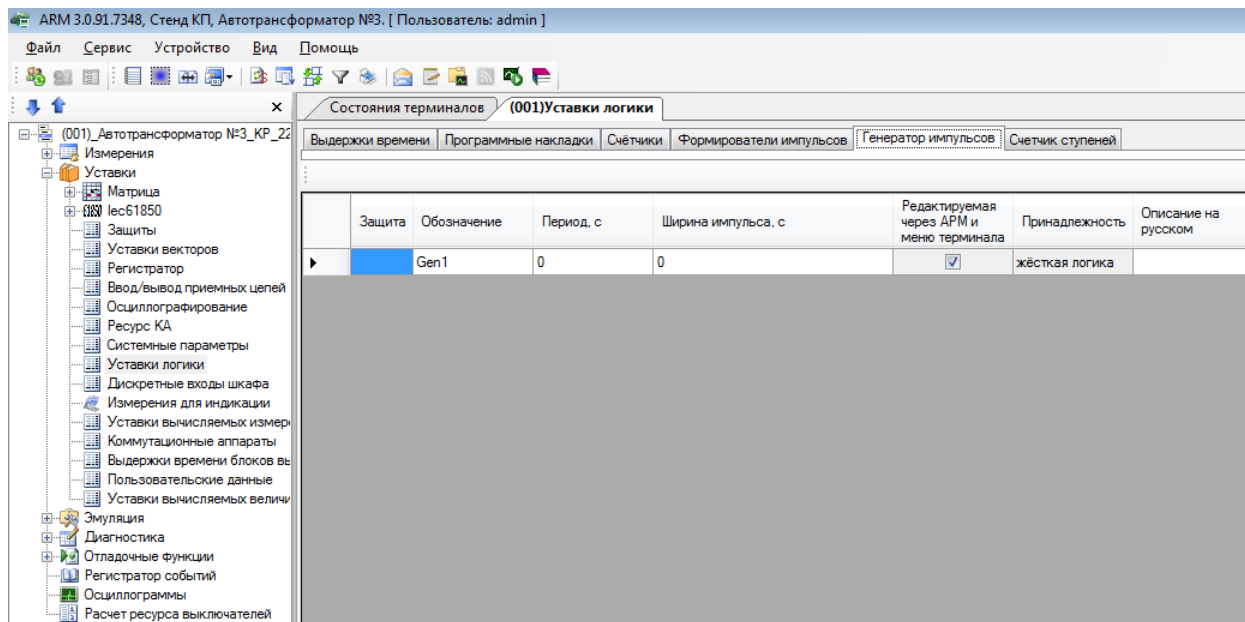 ARM 3.0.91.7348, Стенд КП, Автотрансформатор №3. [ Пользователь: admin ]
Файл Сервис Устройство Вид Помощь
Состояния терминалов (001)Уставки логики
(001)_Автотрансформатор №3_KP_22
Измерения
Уставки
Матрица
Iec61850
Защиты
Уставки векторов
Регистратор
Ввод/вывод приемных цепей
Осциллографирование
Ресурс КА
Системные параметры
Уставки логики
Дискретные входы шкафа
Измерения для индикации
Уставки вычисляемых измер
Коммутационные аппараты
Выдержки времени блоков вы
Пользовательские данные
Уставки вычисляемых величи
Эмуляция
Диагностика
Отладочные функции
Регистратор событий
Осциллограммы
Расчет ресурса выключателей
Выдержки времени Программные накладки Счётчики Формирователи импульсов Генератор импульсов Счетчик ступеней
Защита Обозначение Период, с Ширина импульса, с Редактируемая через АРМ и меню терминала Принадлежность Описание на русском
Gen1 0 0 жёсткая логика